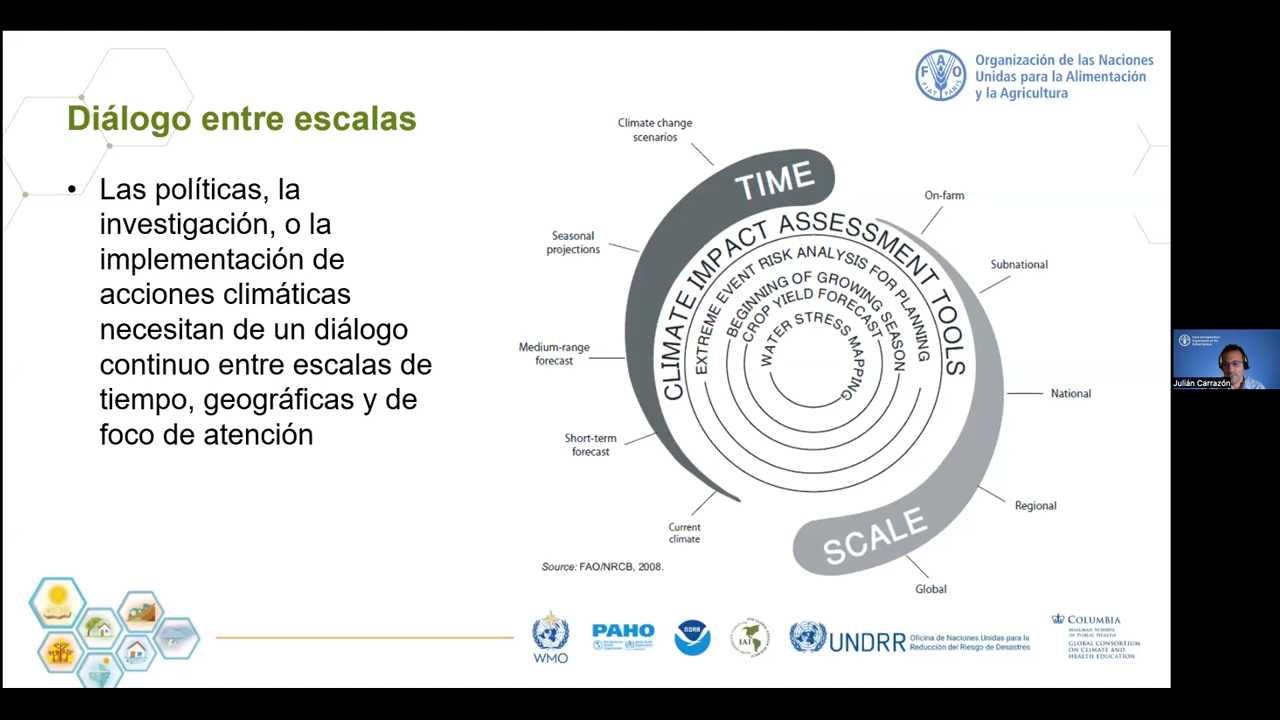 Organización de las Naciones
Unidas para la Alimentación
y la Agricultura
F A O
FIAT PANIS
Diálogo entre escalas
• Las políticas, la
investigación, o la
implementación de
acciones climáticas
necesitan de un diálogo
continuo entre escalas de
tiempo, geográficas y de
foco de atención
Climate change
scenarios
Seasonal
projections
Medium-range
forecast
Short-term
forecast
Current
climate
TIME
CLIMATE IMPACT ASSESSMENT TOOLS
EXTREME EVENT RISK ANALYSIS FOR PLANNING
BEGINNING OF GROWING SEASON
CROP YIELD FORECAST
WATER STRESS MAPPING
On-farm
Subnational
National
Regional
Global
SCALE
Source: FAO/NRCB, 2008.
Julián Carrazón
WMO
PAHO
NOAA
IAI
UNDRR
Oficina de Naciones Unidas para la
Reducción del Riesgo de Desastres
COLUMBIA
MAILMAN SCHOOL
OF PUBLIC HEALTH
GLOBAL CONSORTIUM
ON CLIMATE AND
HEALTH EDUCATION